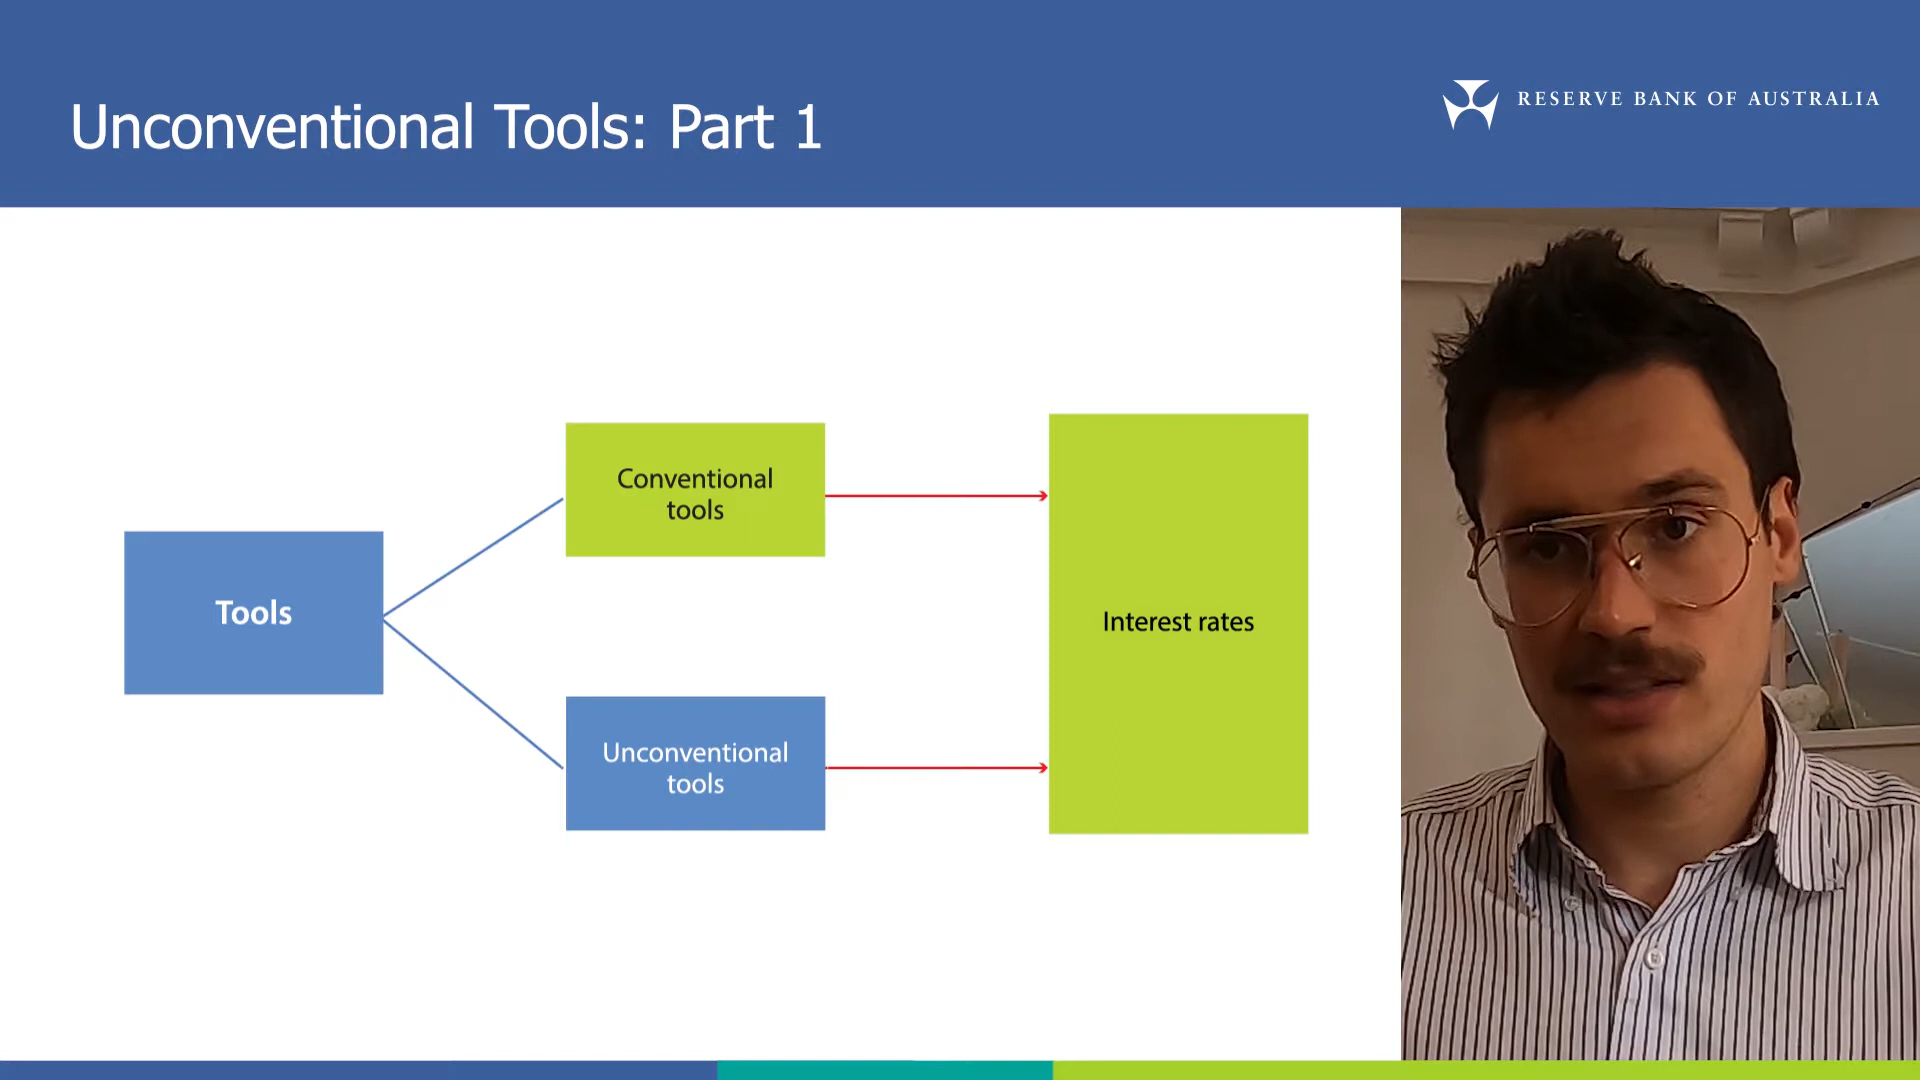 Unconventional Tools: Part 1
RESERVE BANK OF AUSTRALIA
Tools
Conventional
tools
Unconventional
tools
Interest rates